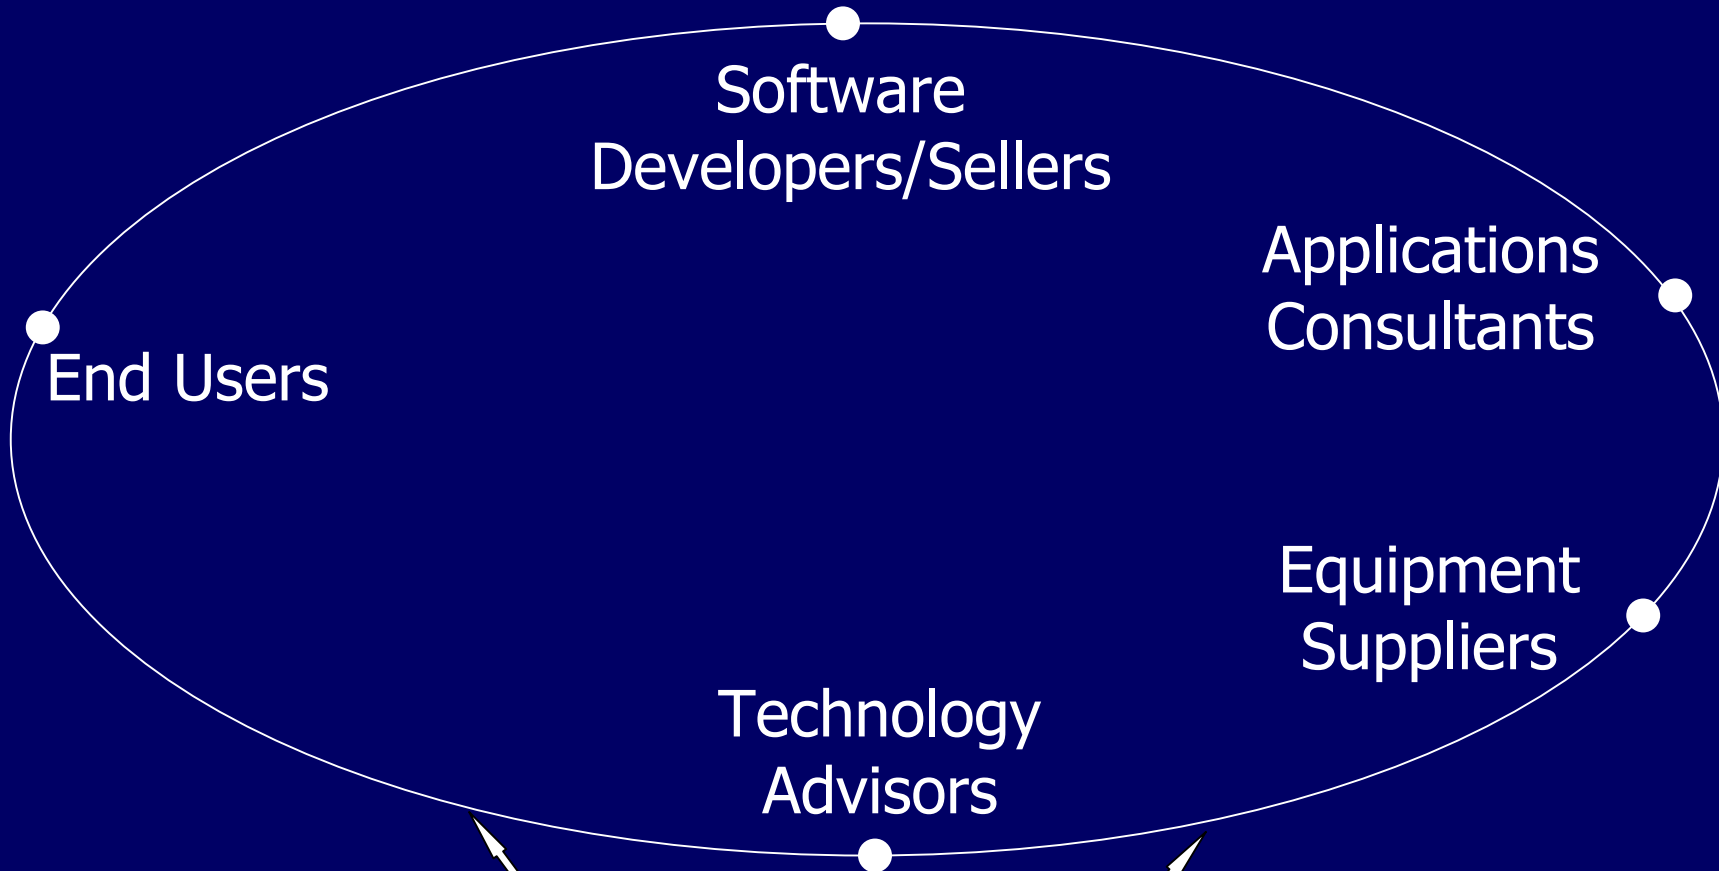 Software
Developers/Sellers
Applications
Consultants
End Users
Equipment
Suppliers
Technology
Advisors